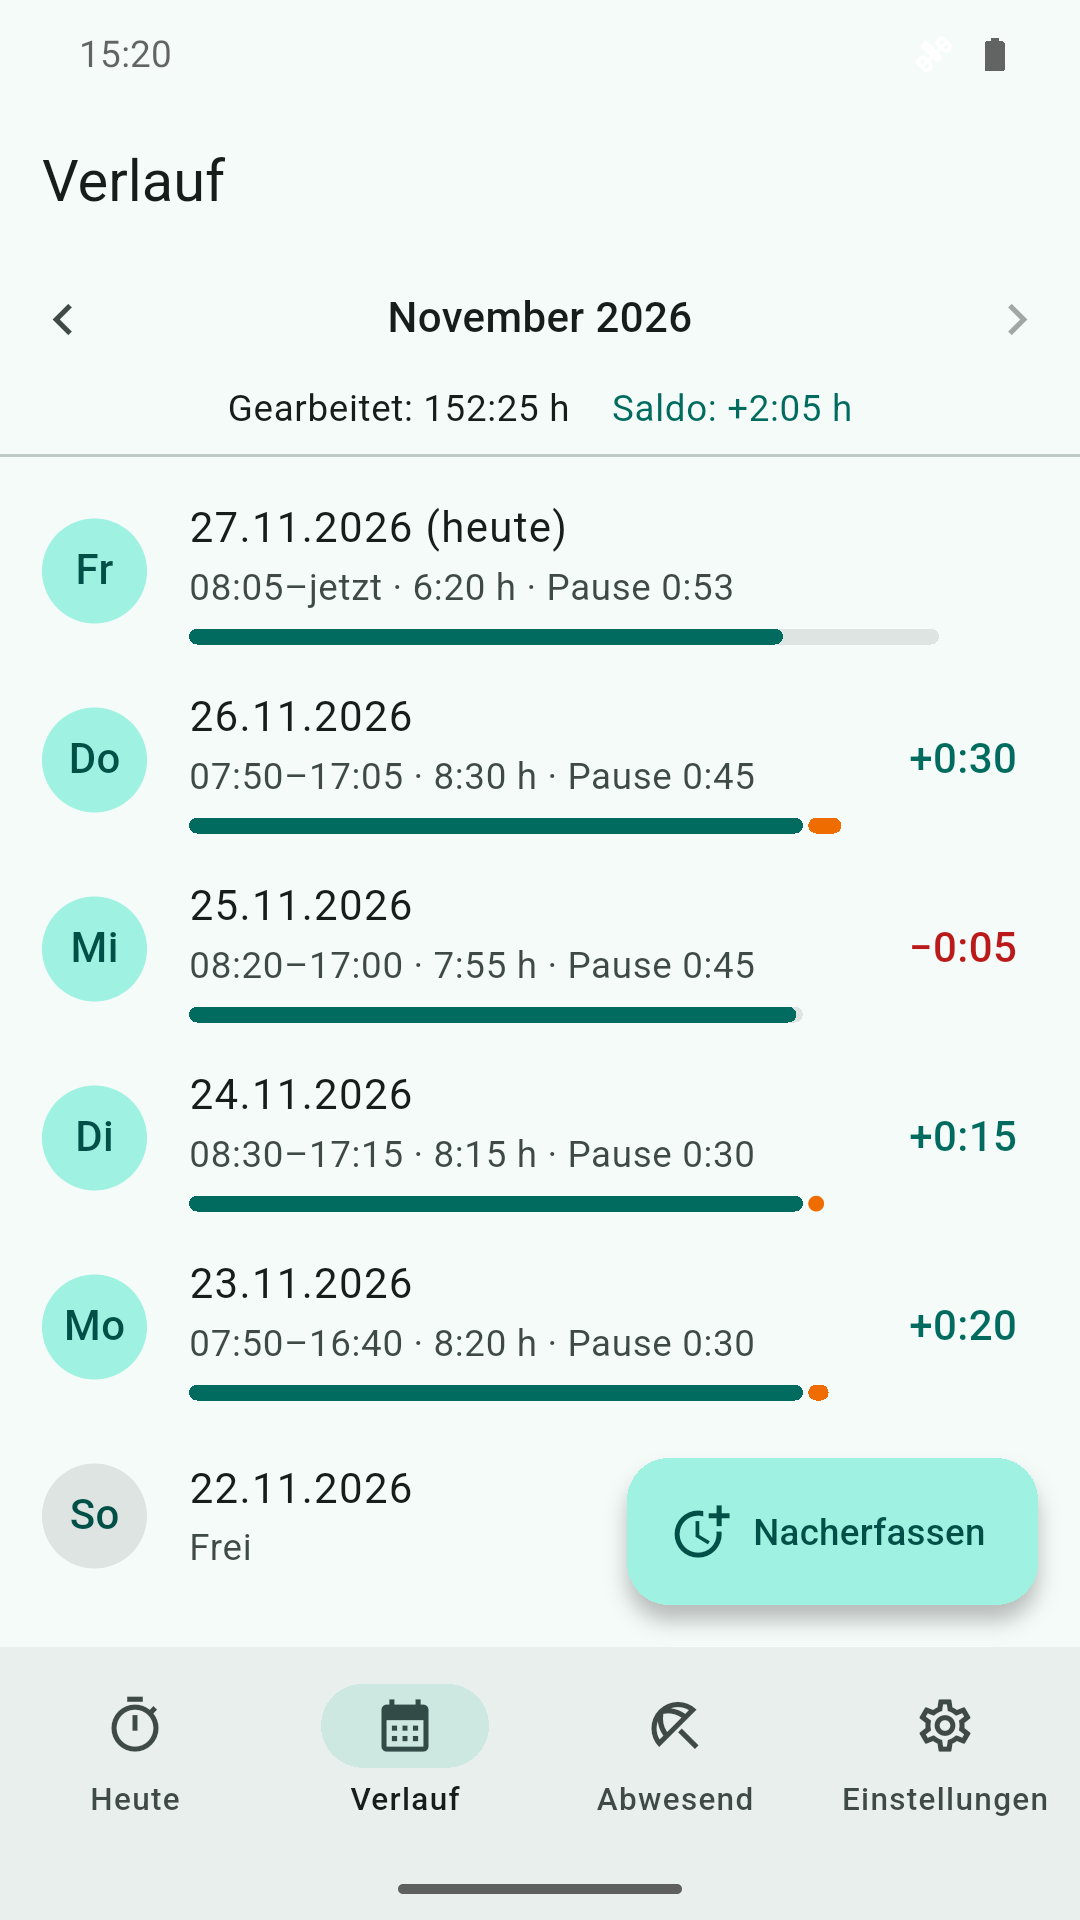 15:20
Verlauf
November 2026
Gearbeitet: 152:25 h Saldo: +2:05 h
Fr
27.11.2026 (heute)
08:05–jetzt · 6:20 h · Pause 0:53
Do
26.11.2026
07:50–17:05 · 8:30 h · Pause 0:45
+0:30
Mi
25.11.2026
08:20–17:00 · 7:55 h · Pause 0:45
−0:05
Di
24.11.2026
08:30–17:15 · 8:15 h · Pause 0:30
+0:15
Mo
23.11.2026
07:50–16:40 · 8:20 h · Pause 0:30
+0:20
So
22.11.2026
Frei
Nacherfassen
Heute Verlauf Abwesend Einstellungen